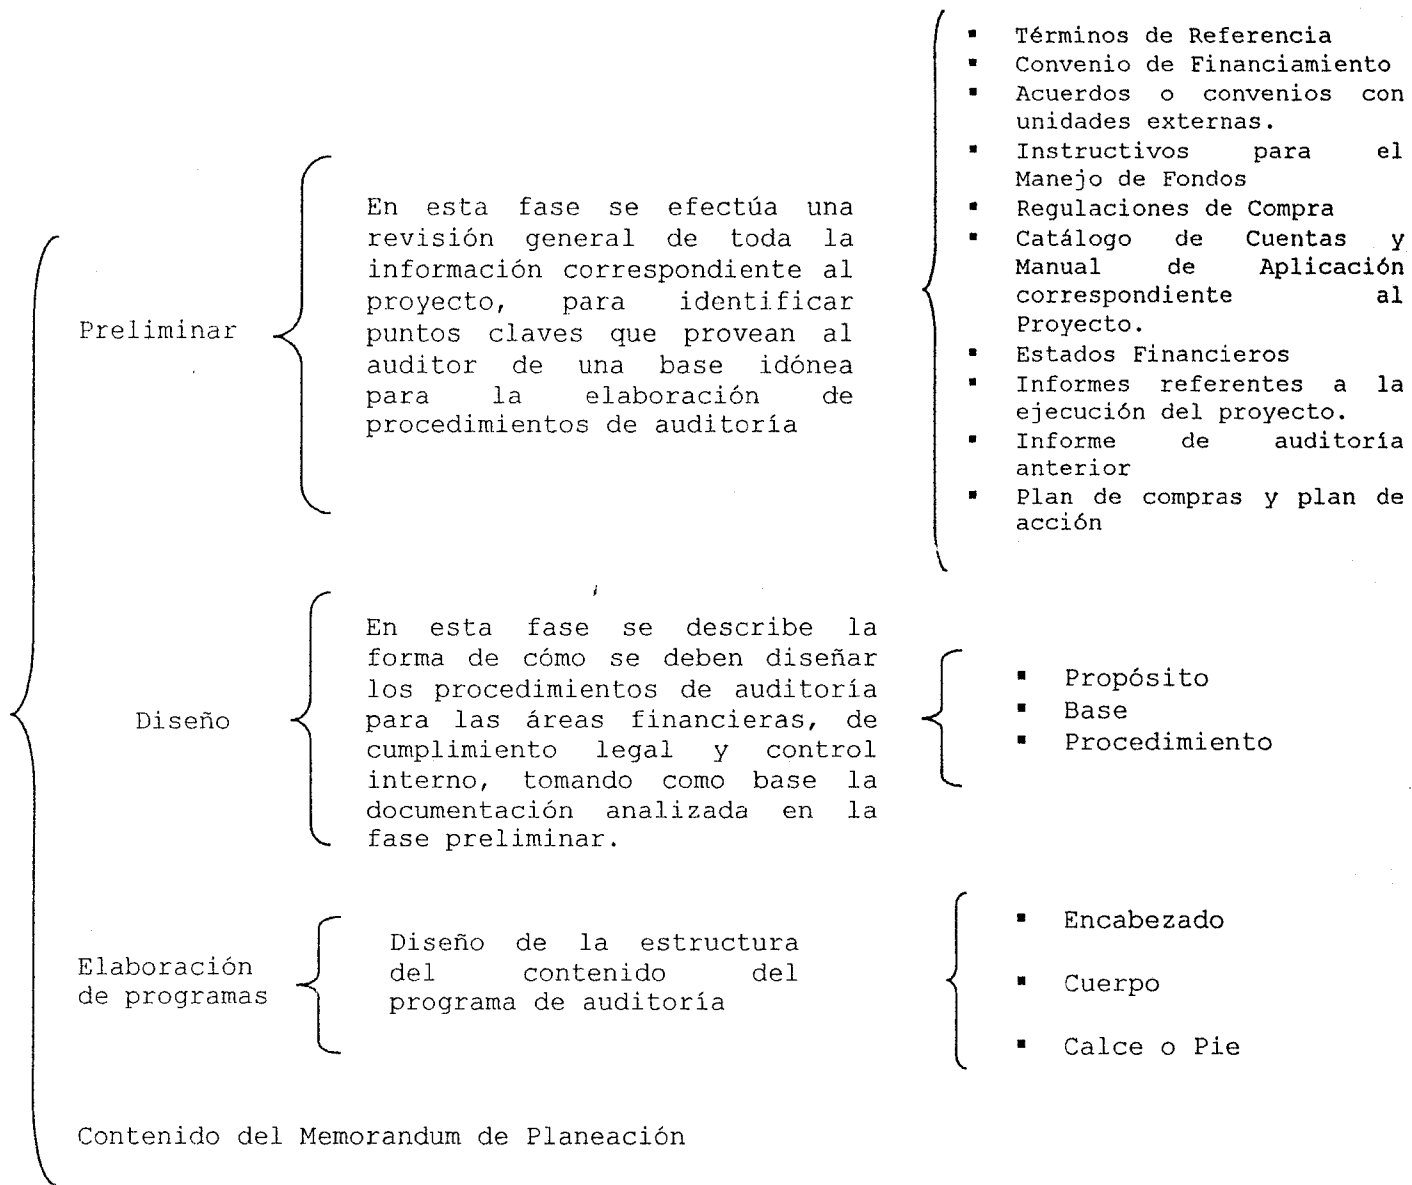 Preliminar
En esta fase se efectúa una
revisión general de toda la
información correspondiente al
proyecto, para identificar
puntos claves que provean al
auditor de una base idónea
para la elaboración de
procedimientos de auditoría
▪ Términos de Referencia
▪ Convenio de Financiamiento
▪ Acuerdos o convenios con
unidades externas.
▪ Instructivos para el
Manejo de Fondos
▪ Regulaciones de Compra
▪ Catálogo de Cuentas y
Manual de Aplicación
correspondiente al
Proyecto.
▪ Estados Financieros
▪ Informes referentes a la
ejecución del proyecto.
▪ Informe de auditoría
anterior
▪ Plan de compras y plan de
acción
Diseño
En esta fase se describe la
forma de cómo se deben diseñar
los procedimientos de auditoría
para las áreas financieras, de
cumplimiento legal y control
interno, tomando como base la
documentación analizada en la
fase preliminar.
▪ Propósito
▪ Base
▪ Procedimiento
Elaboración
de programas
Diseño de la estructura
del contenido del
programa de auditoría
▪ Encabezado
▪ Cuerpo
▪ Calce o Pie
Contenido del Memorandum de Planeación